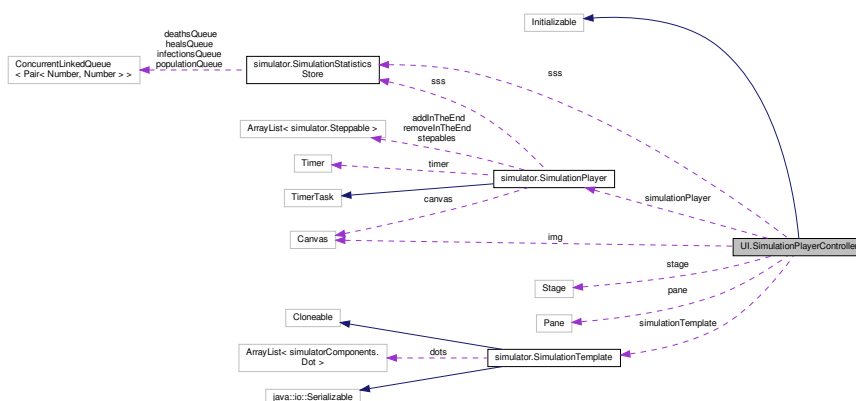 Initializable
deathsQueue
healsQueue
infectionsQueue
populationQueue
ConcurrentLinkedQueue
< Pair< Number, Number > >
simulator.SimulationStatistics
Store
sss
sss
addInTheEnd
removeInTheEnd
stepables
ArrayList< simulator.Steppable >
Timer
timer
simulator.SimulationPlayer
TimerTask
canvas
simulationPlayer
Canvas
img
UI.SimulationPlayerController
stage
Stage
pane
Pane
simulationTemplate
Cloneable
ArrayList< simulatorComponents.
Dot >
dots
simulator.SimulationTemplate
java::io::Serializable